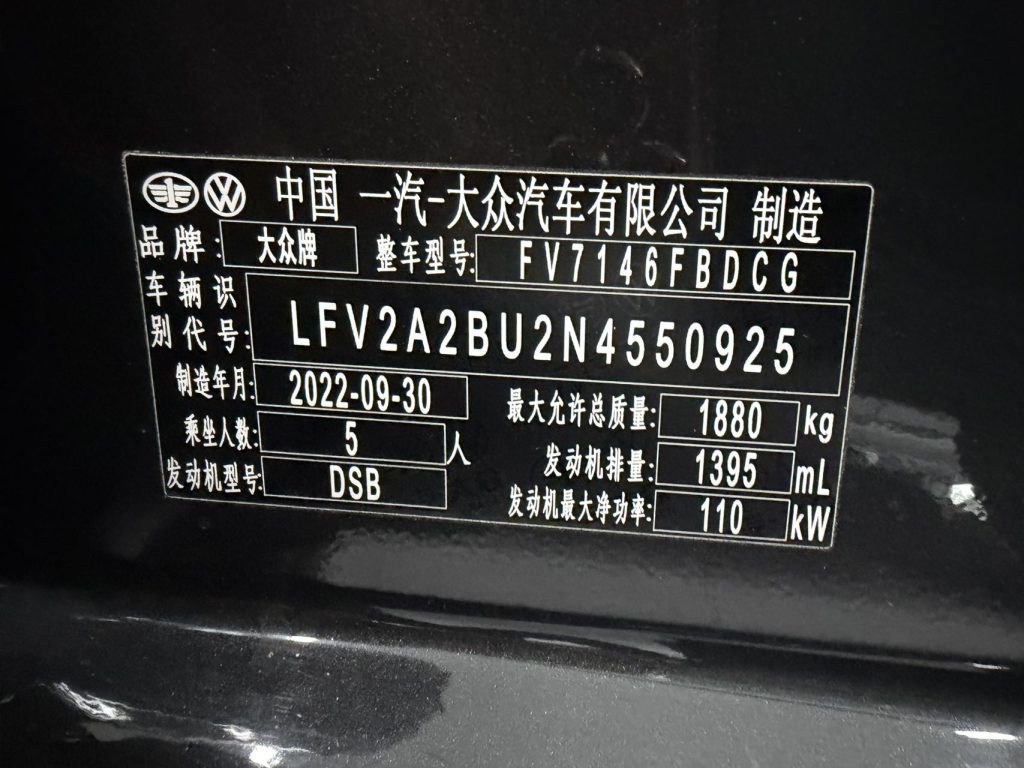 中国 一汽-大众汽车有限公司 制造
品牌: 大众牌 整车型号: FV7146FBDCG
车辆识
别代号: LFV2A2BU2N4550925
制造年月: 2022-09-30 最大允许总质量: 1880 kg
乘坐人数: 5 人 发动机排量: 1395 mL
发动机型号: DSB 发动机最大净功率: 110 kW